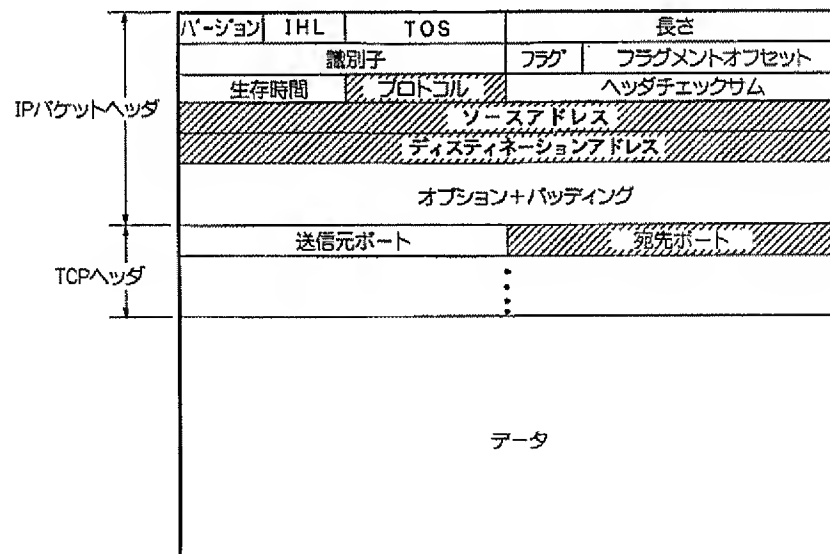 バージョン IHL TOS 長さ
識別子 フラグ フラグメントオフセット
生存時間 プロトコル ヘッダチェックサム
IPパケットヘッダ
ソースアドレス
ディスティネーションアドレス
オプション+パッディング
送信元ポート 宛先ポート
TCPヘッダ
データ